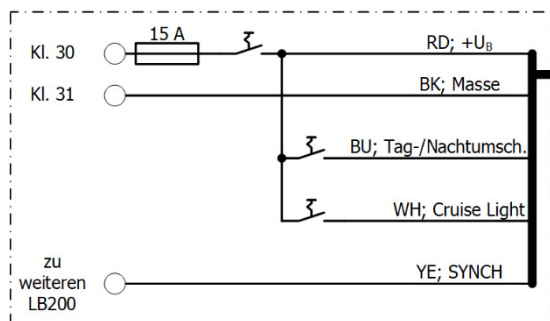 15 A
Kl. 30
RD; +UB
Kl. 31
BK; Masse
BU; Tag-/Nachtumsch.
WH; Cruise Light
zu
weiteren
LB200
YE; SYNCH